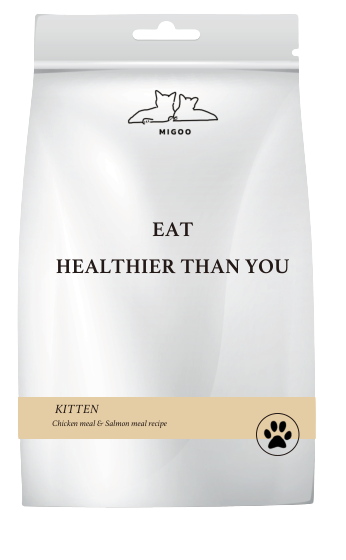 MIGOO
EAT
HEALTHIER THAN YOU
KITTEN
Chicken meal & Salmon meal recipe